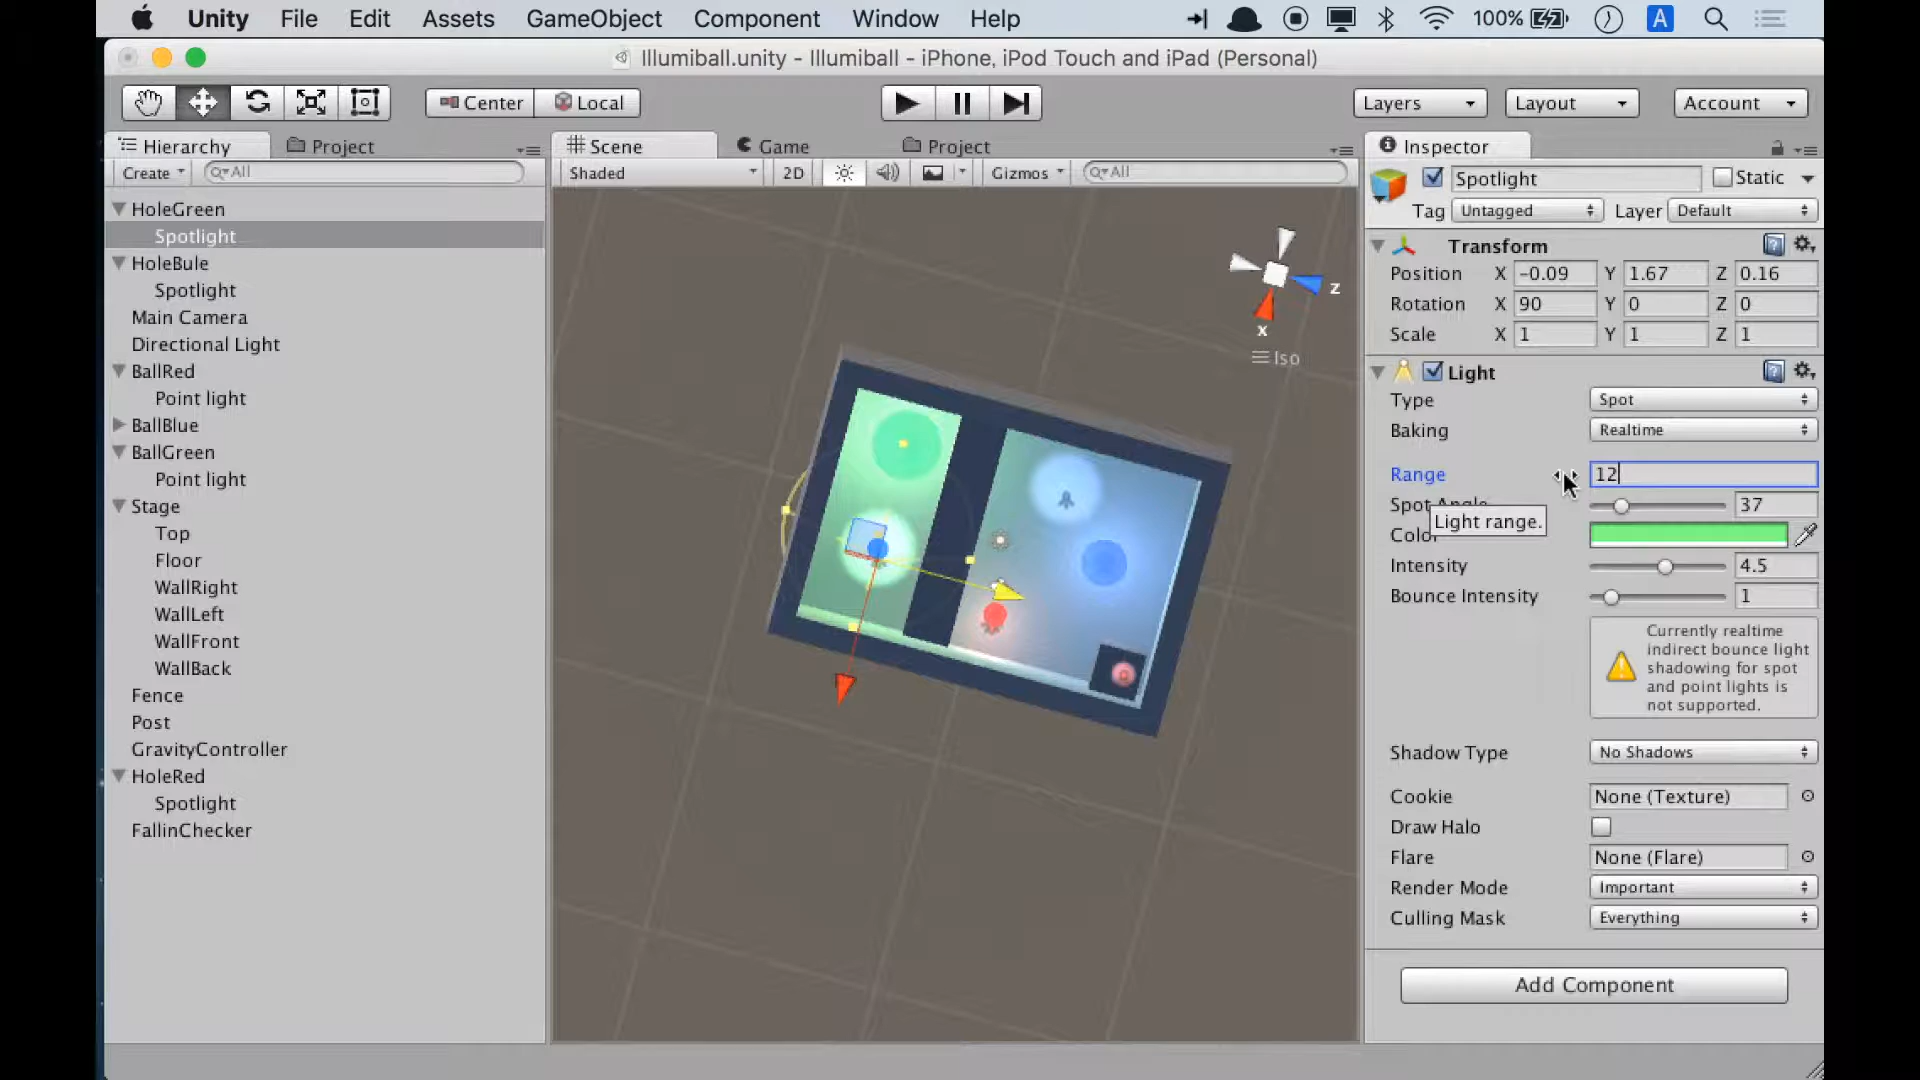 Unity File Edit Assets GameObject Component Window Help 100% A
Illumiball.unity - Illumiball - iPhone, iPod Touch and iPad (Personal)
Center Local Layers Layout Account
Hierarchy Project
Create All
HoleGreen
Spotlight
HoleBule
Spotlight
Main Camera
Directional Light
BallRed
Point light
BallBlue
BallGreen
Point light
Stage
Top
Floor
WallRight
WallLeft
WallFront
WallBack
Fence
Post
GravityController
HoleRed
Spotlight
FallinChecker
Scene Game Project
Shaded 2D Gizmos All
z
x
Iso
Inspector
Spotlight Static
Tag Untagged Layer Default
Transform
Position X -0.09 Y 1.67 Z 0.16
Rotation X 90 Y 0 Z 0
Scale X 1 Y 1 Z 1
Light
Type Spot
Baking Realtime
Range 12
Spot Angle 37
Light range.
Color
Intensity 4.5
Bounce Intensity 1
Currently realtime
indirect bounce light
shadowing for spot
and point lights is
not supported.
Shadow Type No Shadows
Cookie None (Texture)
Draw Halo
Flare None (Flare)
Render Mode Important
Culling Mask Everything
Add Component